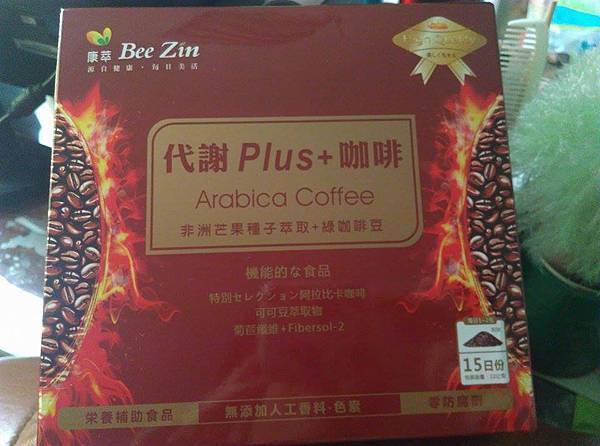 康萃 Bee Zin
源自健康·每日美活
代謝 Plus+ 咖啡
Arabica Coffee
非洲芒果種子萃取+綠咖啡豆
機能的な食品
特別セレクション阿拉比卡咖啡
可可豆萃取物
菊苣纖維+Fibersol-2
15日份
栄養補助食品
無添加人工香料·色素
零防腐劑